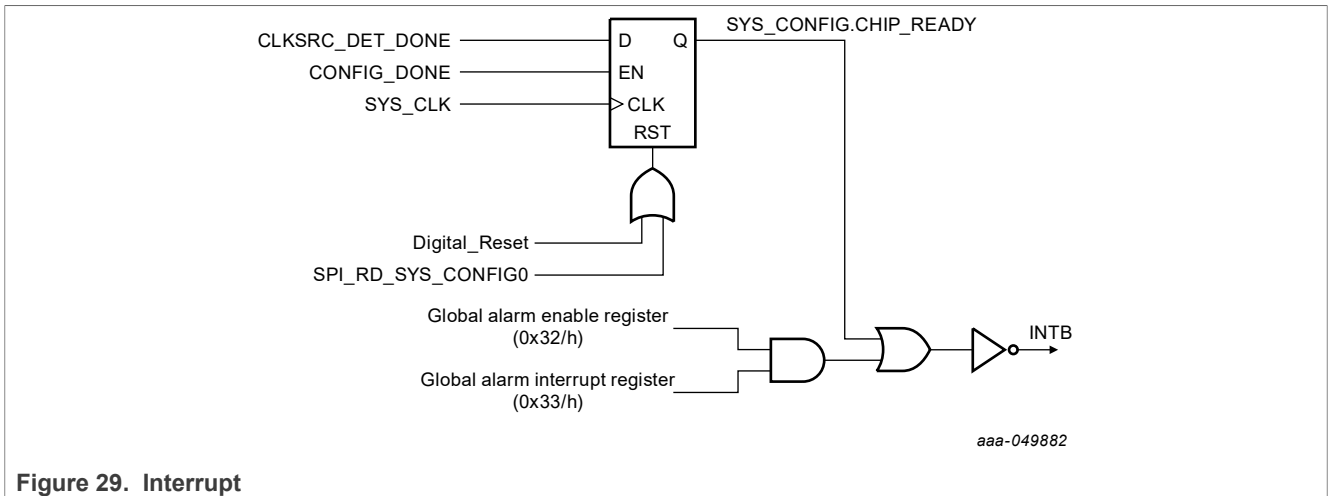 SYS_CONFIG.CHIP_READY
CLKSRC_DET_DONE
D
Q
CONFIG_DONE
EN
SYS_CLK
CLK
RST
Digital_Reset
SPI_RD_SYS_CONFIG0
Global alarm enable register
(0x32/h)
INTB
Global alarm interrupt register
(0x33/h)
aaa-049882
Figure 29. Interrupt